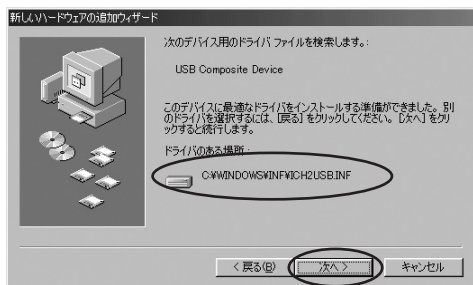 新しいハードウェアの追加ウィザード
次のデバイス用のドライバ ファイルを検索します。:
USB Composite Device
このデバイスに最適なドライバをインストールする準備ができました。別
のドライバを選択するには、[戻る] をクリックしてください。[次へ] をクリ
ックすると続行します。
ドライバのある場所 :
C:¥WINDOWS¥INF¥ICH2USB.INF
< 戻る(B)
次へ >
キャンセル